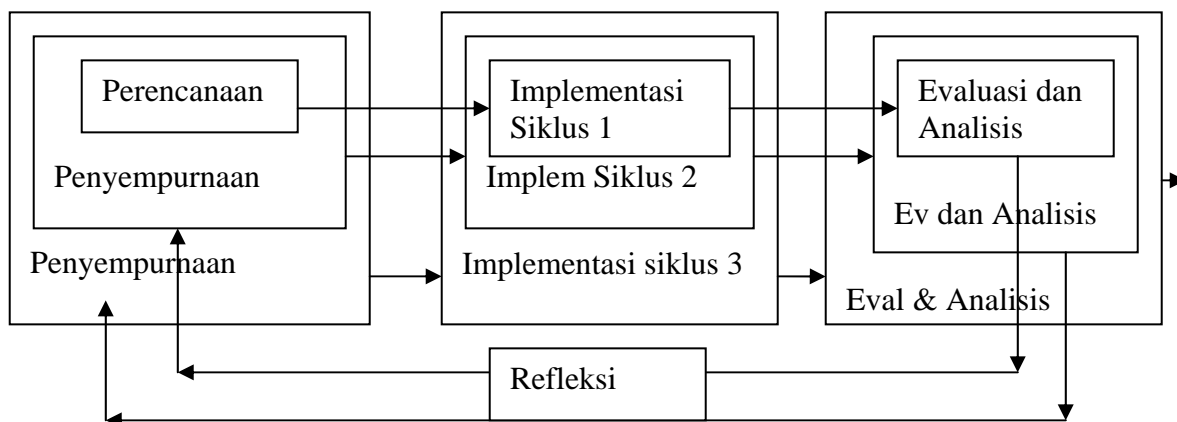 Perencanaan
Penyempurnaan
Penyempurnaan
Implementasi
Siklus 1
Implem Siklus 2
Implementasi siklus 3
Evaluasi dan
Analisis
Ev dan Analisis
Eval & Analisis
Refleksi